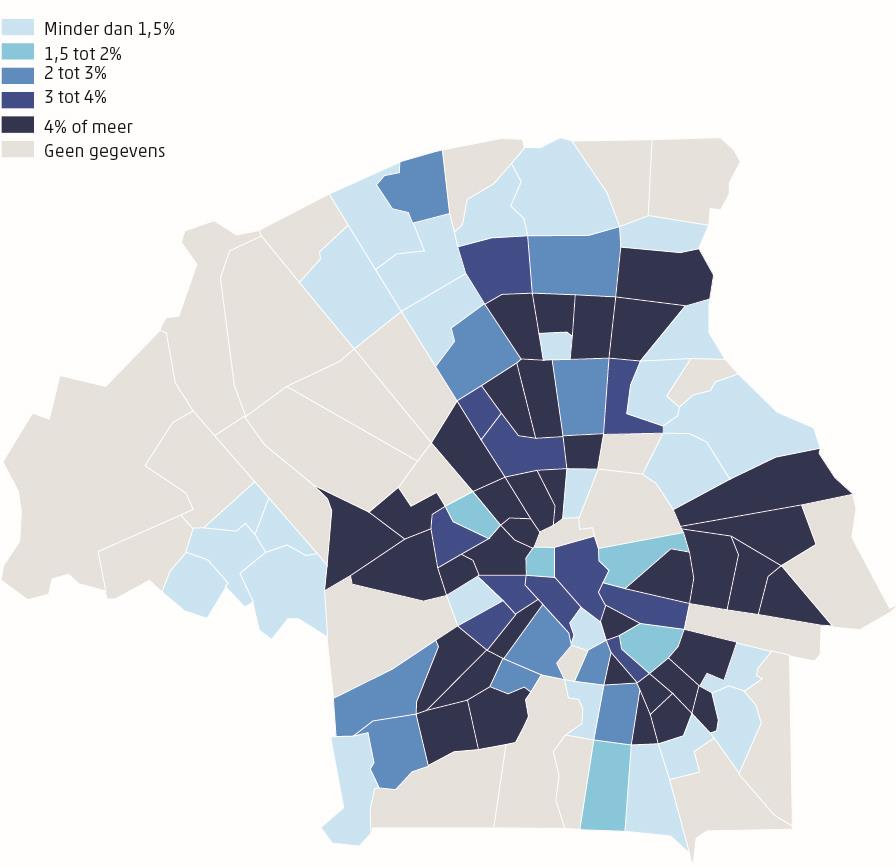 Minder dan 1,5%
1,5 tot 2%
2 tot 3%
3 tot 4%
4% of meer
Geen gegevens